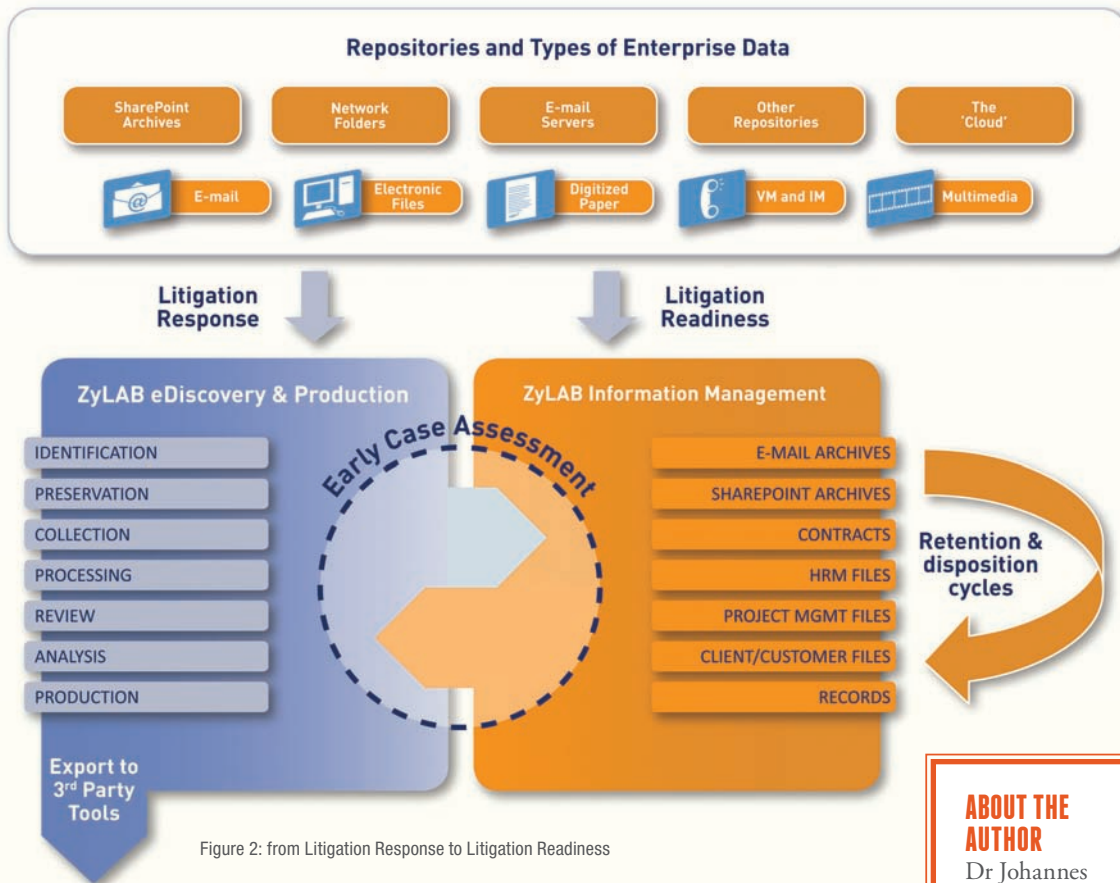 Repositories and Types of Enterprise Data
SharePoint
Archives
Network
Folders
E-mail
Servers
Other
Repositories
The
'Cloud'
@
E-mail
Electronic
Files
Digitized
Paper
VM and IM
Multimedia
Litigation
Response
Litigation
Readiness
ZyLAB eDiscovery & Production
ZyLAB Information Management
Early Case Assessment
IDENTIFICATION
PRESERVATION
COLLECTION
PROCESSING
REVIEW
ANALYSIS
PRODUCTION
E-MAIL ARCHIVES
SHAREPOINT ARCHIVES
CONTRACTS
HRM FILES
PROJECT MGMT FILES
CLIENT/CUSTOMER FILES
RECORDS
Retention &
disposition
cycles
Export to
3rd Party
Tools
Figure 2: from Litigation Response to Litigation Readiness
ABOUT THE
AUTHOR
Dr Johannes